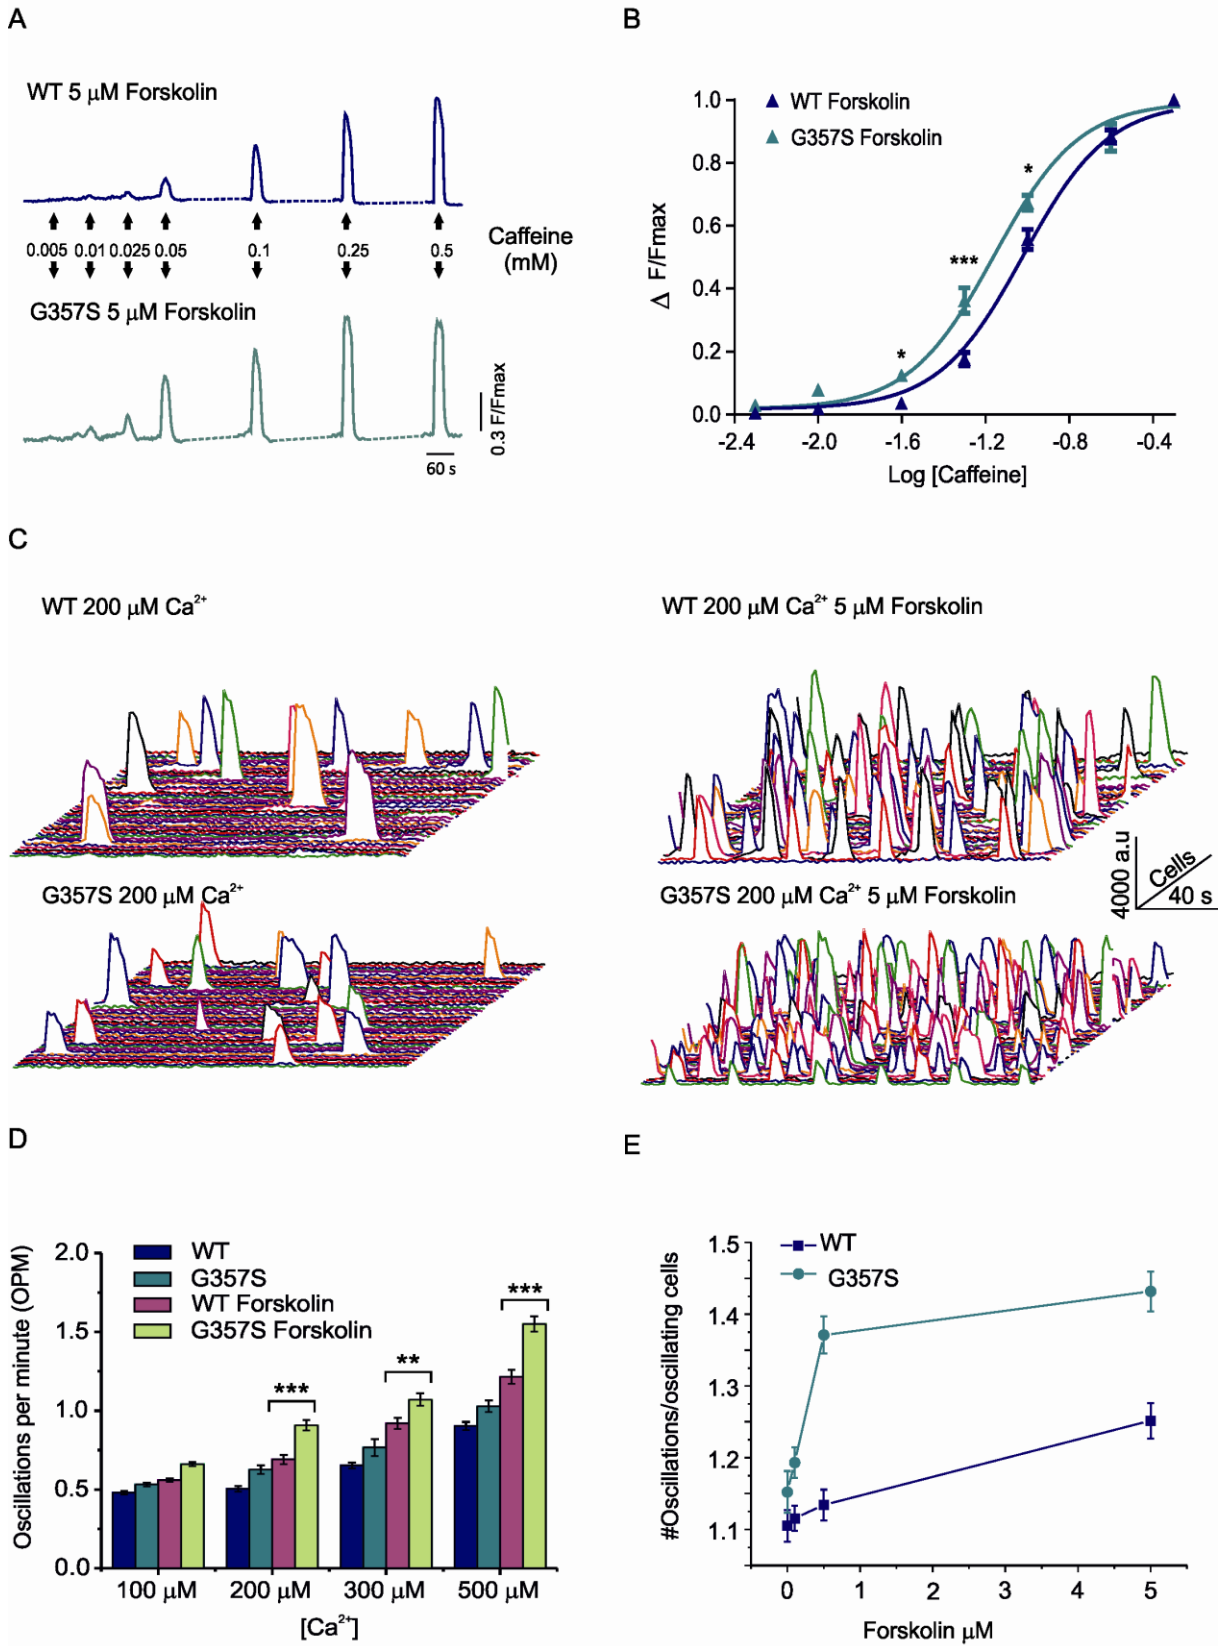 A
WT 5 μM Forskolin
0.005 0.01 0.025 0.05 0.1 0.25 0.5
Caffeine
(mM)
G357S 5 μM Forskolin
0.3 F/Fmax
60 s
B
WT Forskolin
G357S Forskolin
1.0
0.8
0.6
0.4
0.2
0.0
Δ F/Fmax
*
***
*
-2.4 -2.0 -1.6 -1.2 -0.8 -0.4
Log [Caffeine]
C
WT 200 μM Ca²⁺
WT 200 μM Ca²⁺ 5 μM Forskolin
G357S 200 μM Ca²⁺
G357S 200 μM Ca²⁺ 5 μM Forskolin
4000 a.u
Cells
40 s
D
Oscillations per minute (OPM)
2.0
1.5
1.0
0.5
0.0
WT
G357S
WT Forskolin
G357S Forskolin
***
**
***
100 μM 200 μM 300 μM 500 μM
[Ca²⁺]
E
#Oscillations/oscillating cells
1.5
1.4
1.3
1.2
1.1
WT
G357S
0 1 2 3 4 5
Forskolin μM